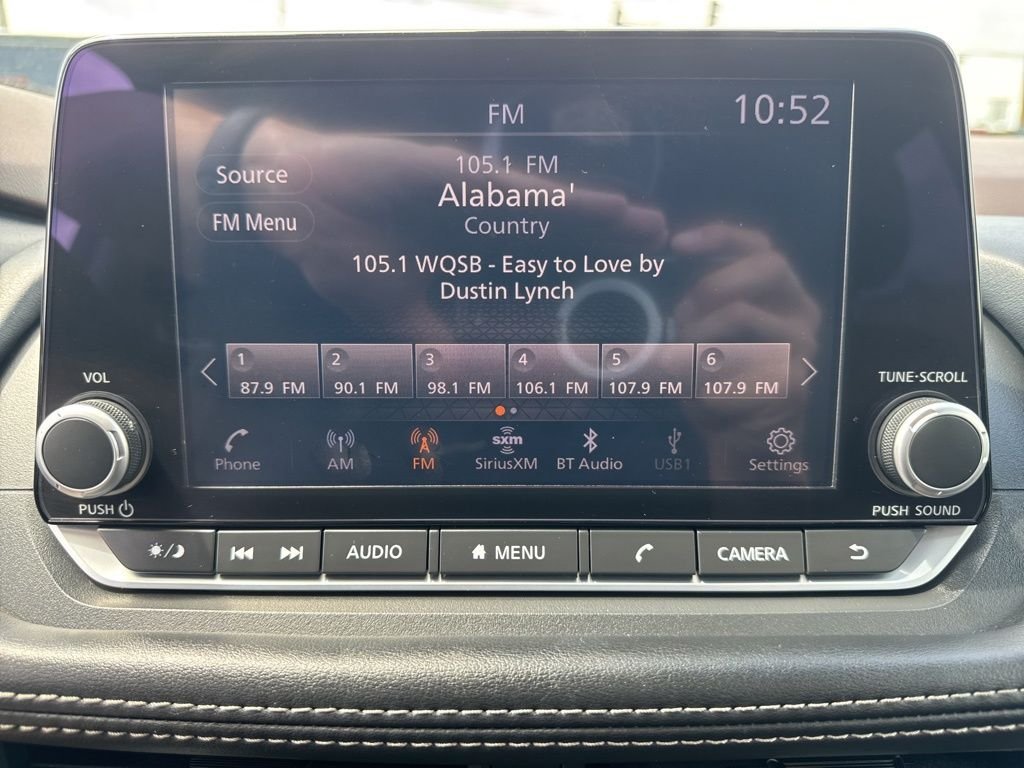 FM
10:52
Source
105.1 FM
Alabama'
FM Menu
Country
105.1 WQSB - Easy to Love by
Dustin Lynch
1
2
3
4
5
6
87.9 FM
90.1 FM
98.1 FM
106.1 FM
107.9 FM
107.9 FM
VOL
TUNE·SCROLL
sxm
Phone
AM
FM
SiriusXM
BT Audio
USB1
Settings
PUSH
PUSH SOUND
AUDIO
MENU
CAMERA